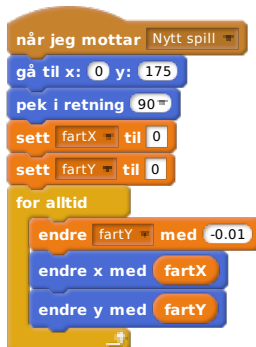 når jeg mottar Nytt spill
gå til x: 0 y: 175
pek i retning 90
sett fartX til 0
sett fartY til 0
for alltid
endre fartY med -0.01
endre x med fartX
endre y med fartY